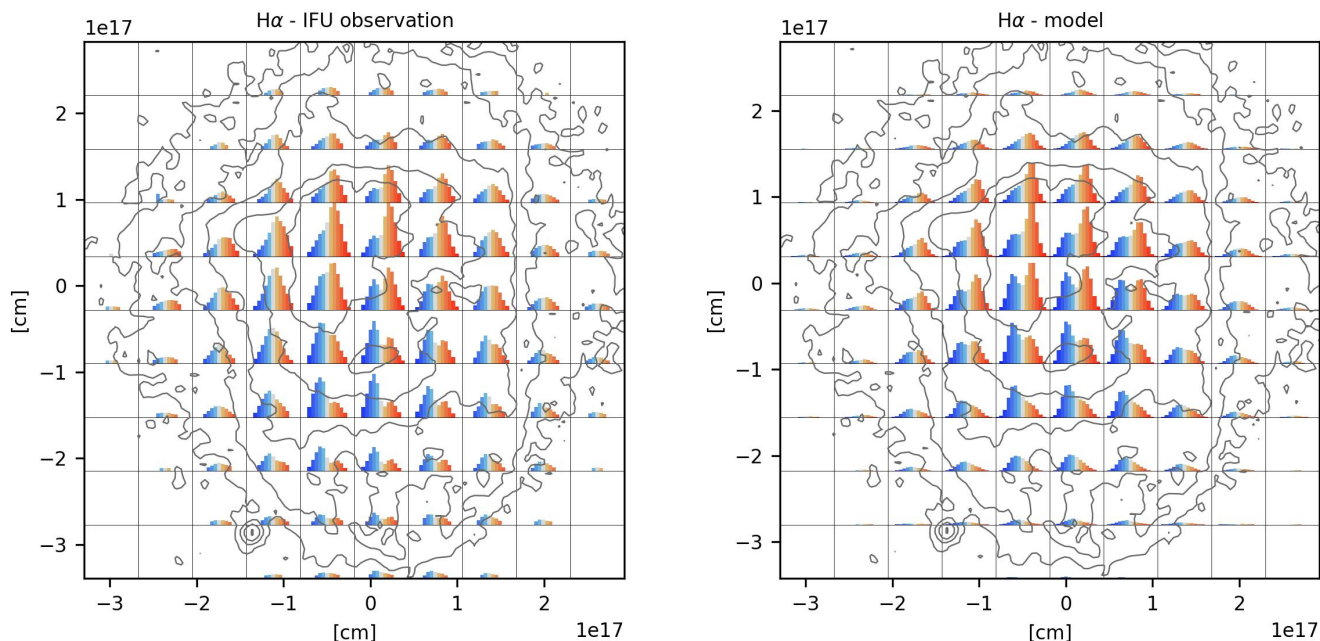 Hα - IFU observation
1e17
2
1
0
−1
−2
−3
[cm]
−3 −2 −1 0 1 2
[cm]
1e17
Hα - model
1e17
2
1
0
−1
−2
−3
[cm]
−3 −2 −1 0 1 2
[cm]
1e17